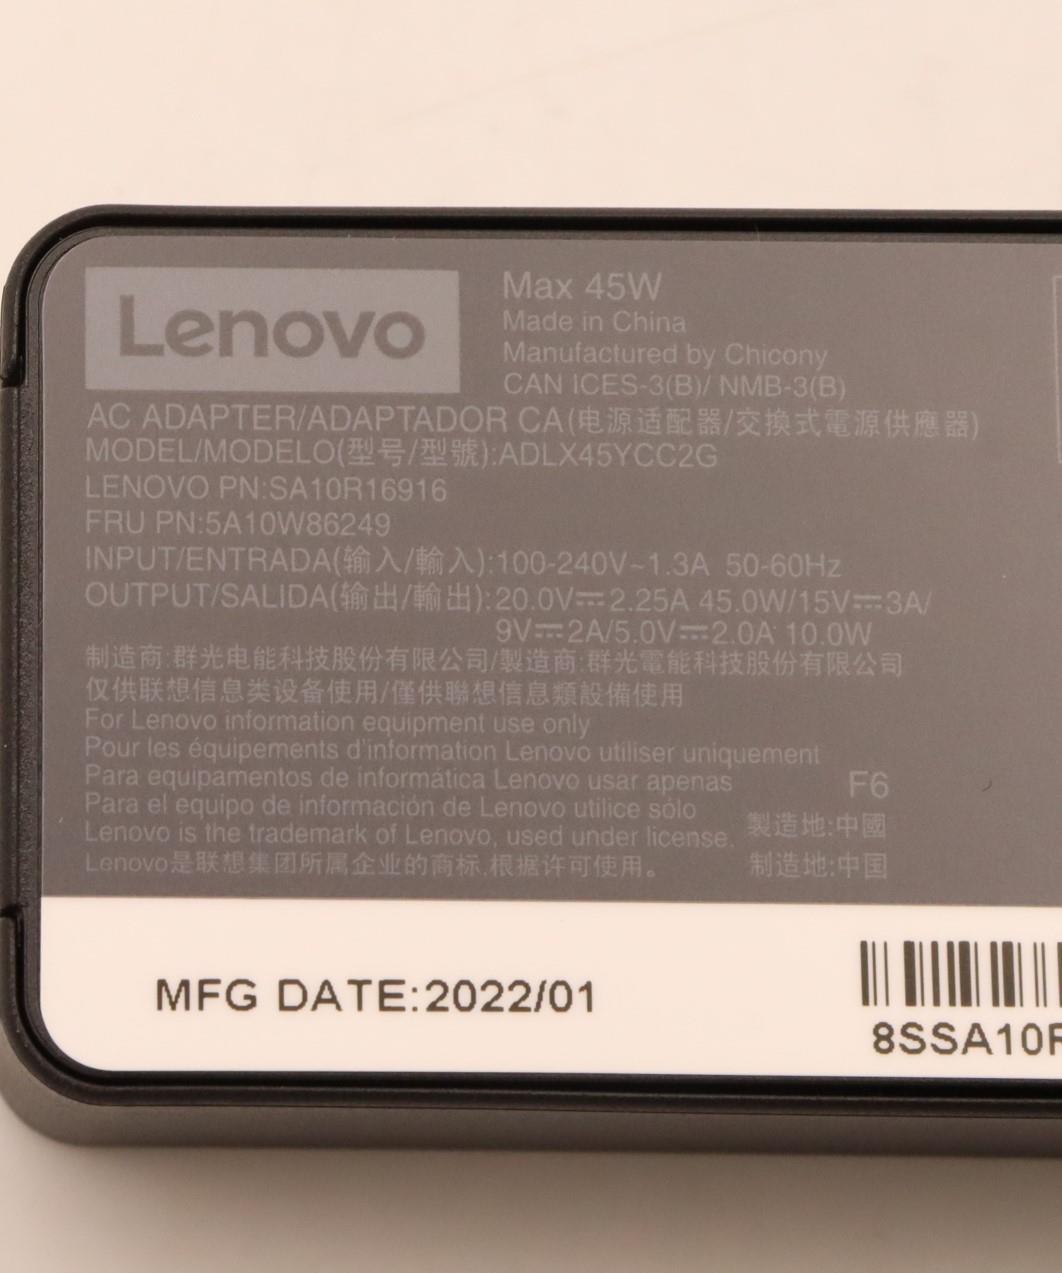 Lenovo
Max 45W
Made in China
Manufactured by Chicony
CAN ICES-3(B)/ NMB-3(B)
AC ADAPTER/ADAPTADOR CA(电源适配器/交換式電源供應器)
MODEL/MODELO(型号/型號):ADLX45YCC2G
LENOVO PN:SA10R16916
FRU PN:5A10W86249
INPUT/ENTRADA(输入/輸入):100-240V~1.3A 50-60Hz
OUTPUT/SALIDA(输出/輸出):20.0V⎓2.25A 45.0W/15V⎓3A/
9V⎓2A/5.0V⎓2.0A 10.0W
制造商:群光电能科技股份有限公司/製造商:群光電能科技股份有限公司
仅供联想信息类设备使用/僅供聯想信息類設備使用
For Lenovo information equipment use only
Pour les équipements d'information Lenovo utiliser uniquement
Para equipamentos de informática Lenovo usar apenas
Para el equipo de información de Lenovo utilice sólo
Lenovo is the trademark of Lenovo, used under license.
Lenovo是联想集团所属企业的商标,根据许可使用。
F6
製造地:中國
制造地:中国
MFG DATE:2022/01
8SSA10R